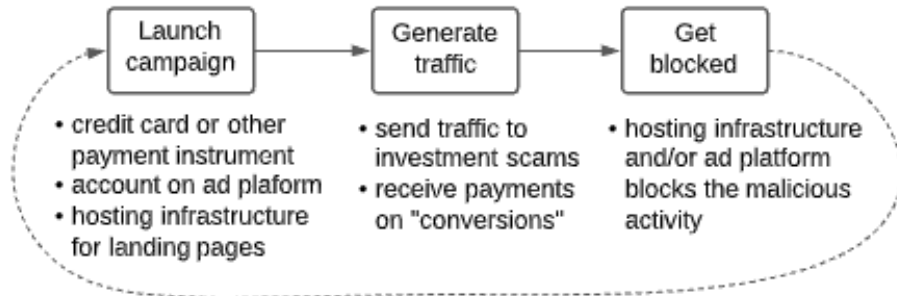 Launch
campaign
Generate
traffic
Get
blocked
• credit card or other
payment instrument
• account on ad plaform
• hosting infrastructure
for landing pages
• send traffic to
investment scams
• receive payments
on "conversions"
• hosting infrastructure
and/or ad platform
blocks the malicious
activity